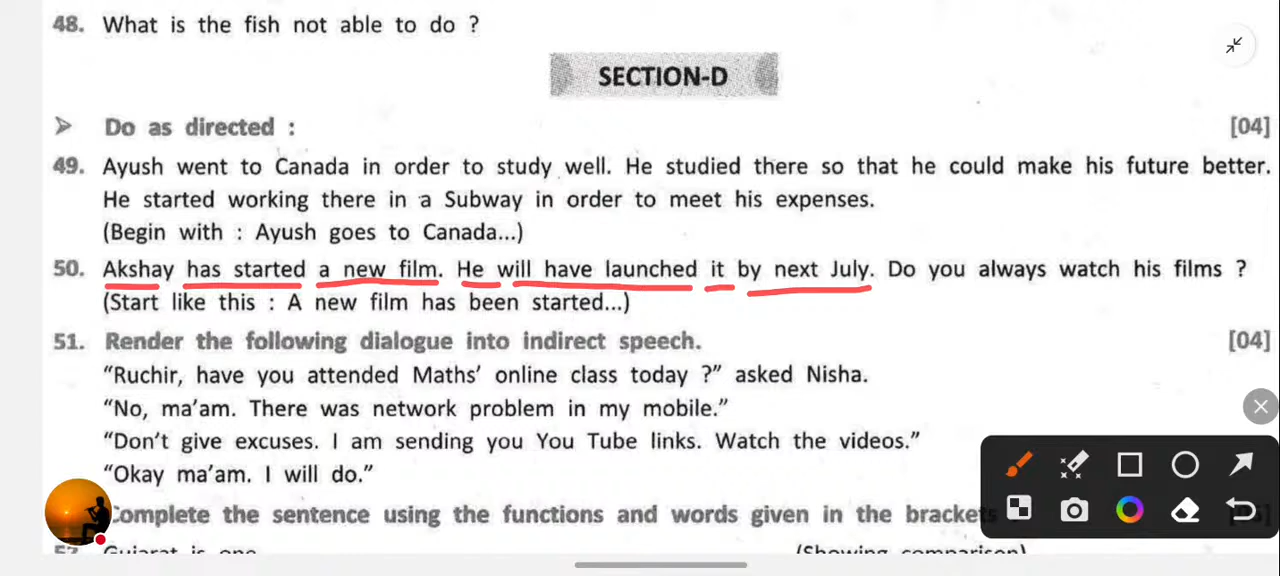 48. What is the fish not able to do ?
SECTION-D
➢ Do as directed : [04]
49. Ayush went to Canada in order to study well. He studied there so that he could make his future better.
He started working there in a Subway in order to meet his expenses.
(Begin with : Ayush goes to Canada...)
50. Akshay has started a new film. He will have launched it by next July. Do you always watch his films ?
(Start like this : A new film has been started...)
51. Render the following dialogue into indirect speech. [04]
“Ruchir, have you attended Maths’ online class today ?” asked Nisha.
“No, ma’am. There was network problem in my mobile.”
“Don’t give excuses. I am sending you You Tube links. Watch the videos.”
“Okay ma’am. I will do.”
Complete the sentence using the functions and words given in the brackets
Gujarat is one (Showing comparison)